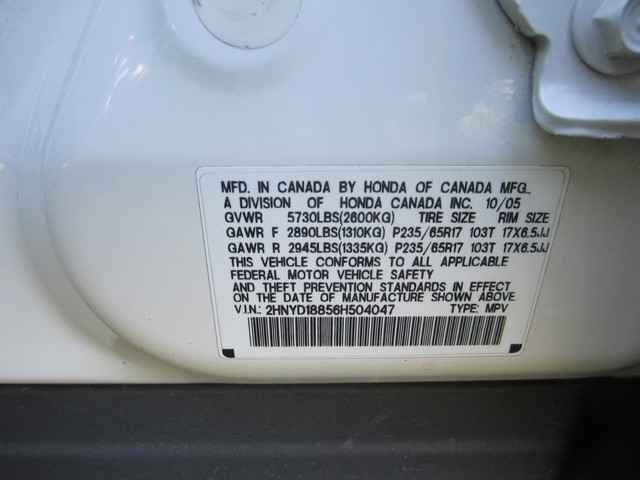 MFD. IN CANADA BY HONDA OF CANADA MFG.,
A DIVISION OF HONDA CANADA INC. 10/05
GVWR 5730LBS(2600KG) TIRE SIZE RIM SIZE
GAWR F 2890LBS(1310KG) P235/65R17 103T 17X6.5JJ
GAWR R 2945LBS(1335KG) P235/65R17 103T 17X6.5JJ
THIS VEHICLE CONFORMS TO ALL APPLICABLE
FEDERAL MOTOR VEHICLE SAFETY
AND THEFT PREVENTION STANDARDS IN EFFECT
ON THE DATE OF MANUFACTURE SHOWN ABOVE.
V.I.N.: 2HNYD18856H504047 TYPE: MPV